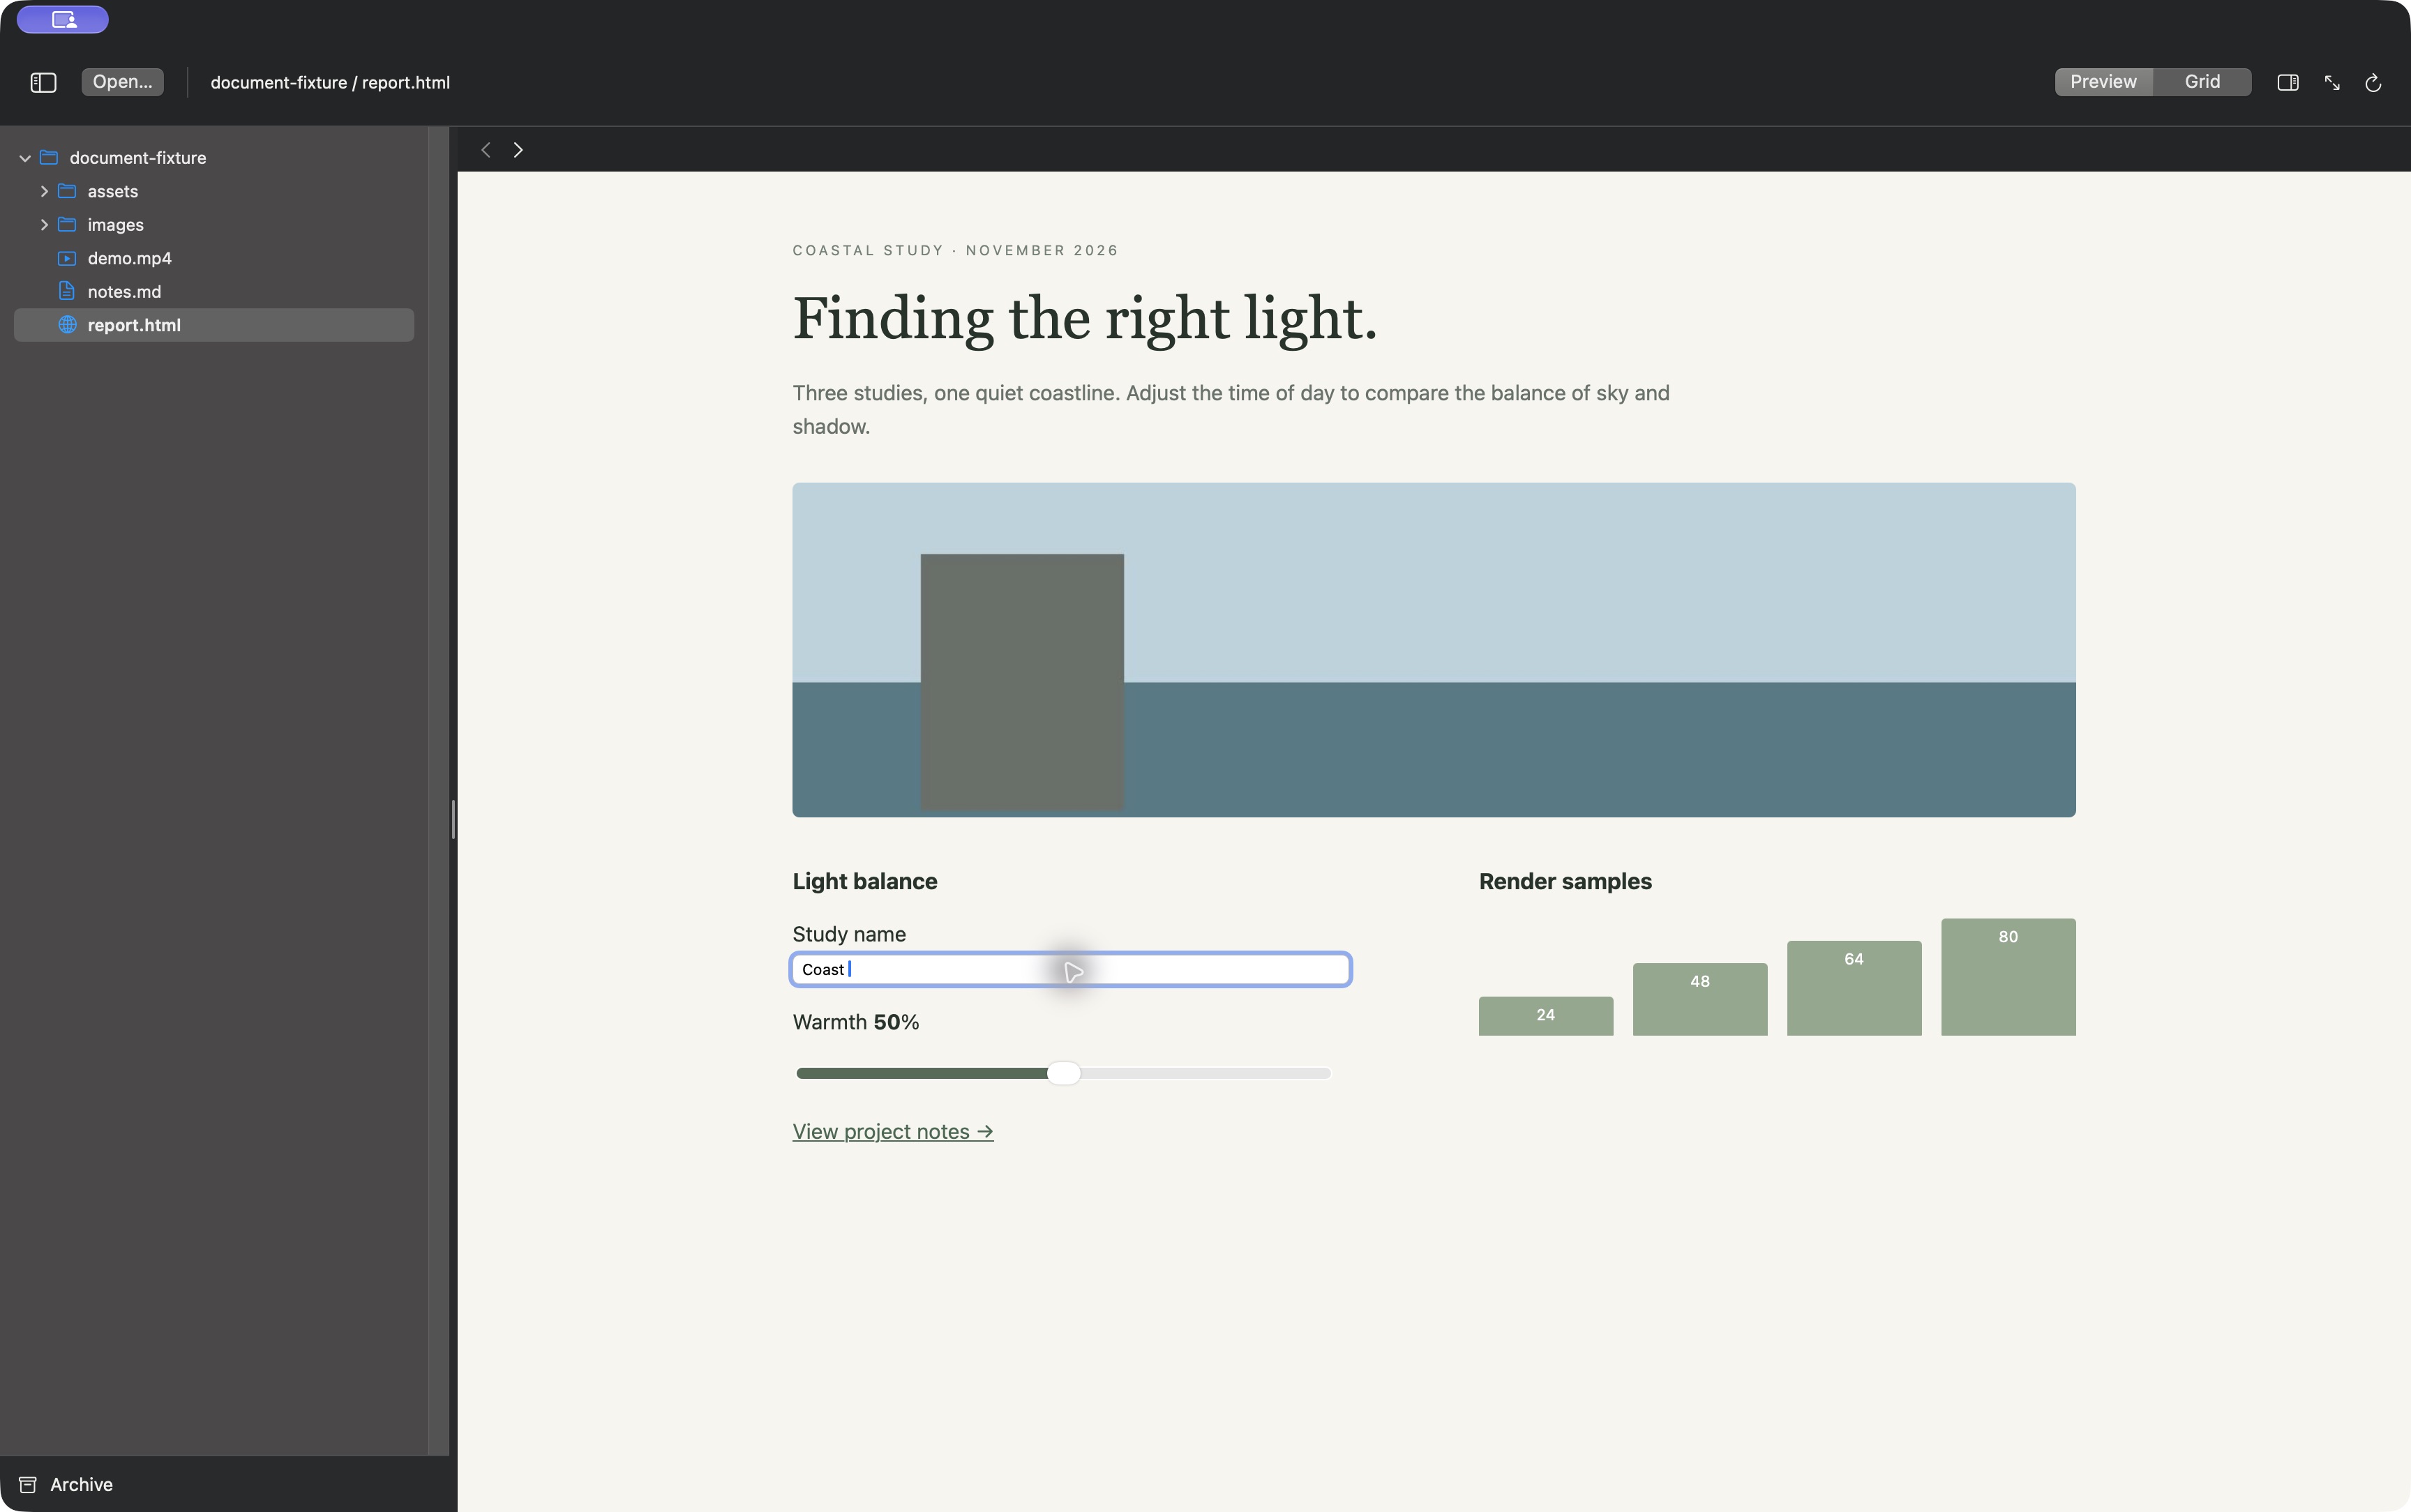 Open...
document-fixture / report.html
Preview
Grid
document-fixture
assets
images
demo.mp4
notes.md
report.html
Archive
COASTAL STUDY · NOVEMBER 2026
Finding the right light.
Three studies, one quiet coastline. Adjust the time of day to compare the balance of sky and
shadow.
Light balance
Study name
Coast
Warmth 50%
View project notes →
Render samples
24
48
64
80